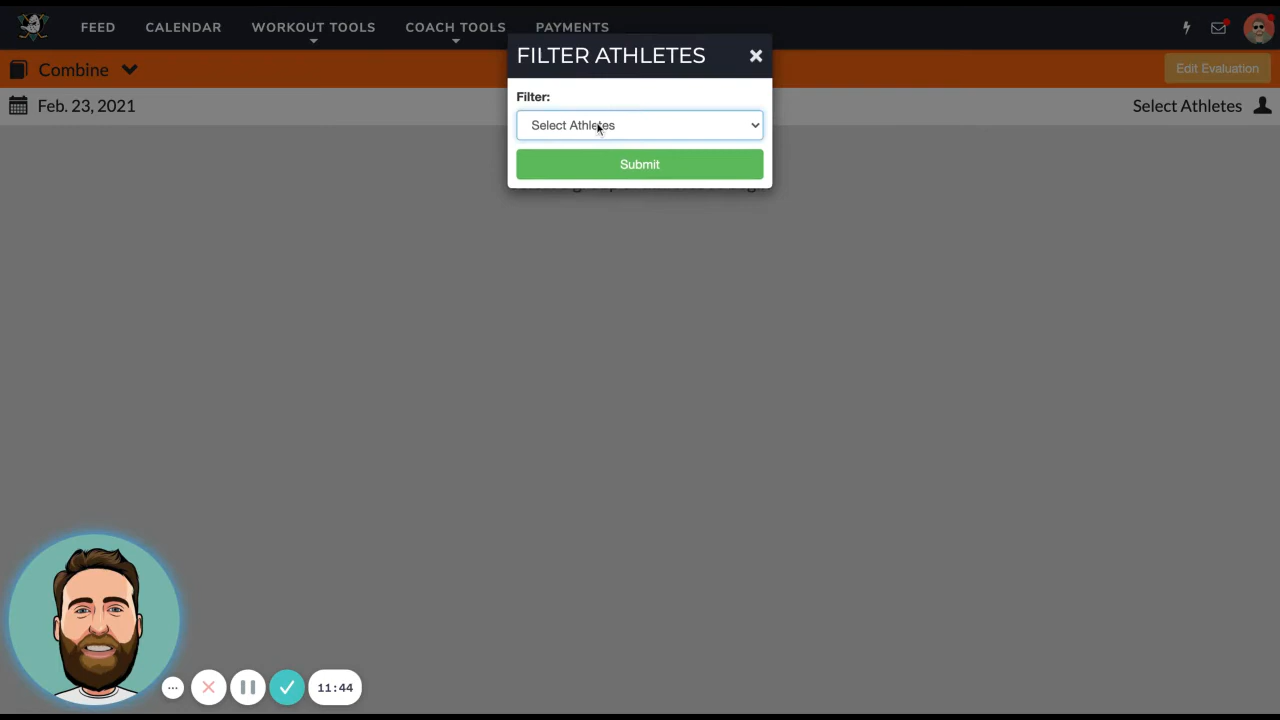 FEED CALENDAR WORKOUT TOOLS COACH TOOLS PAYMENTS
FILTER ATHLETES
Combine
Edit Evaluation
Feb. 23, 2021
Select Athletes
Filter:
Select Athletes
Submit
11:44